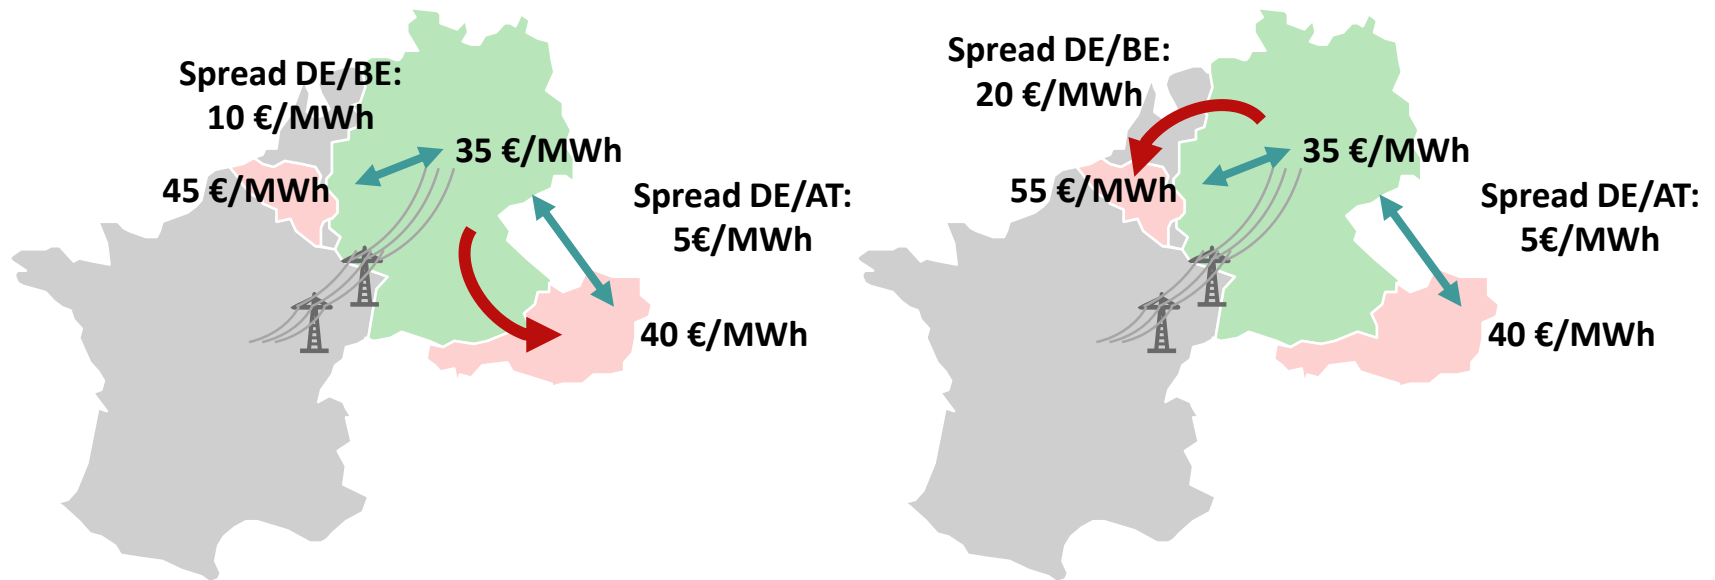 Spread DE/BE:
10 €/MWh
35 €/MWh
45 €/MWh
Spread DE/AT:
5€/MWh
40 €/MWh
Spread DE/BE:
20 €/MWh
35 €/MWh
55 €/MWh
Spread DE/AT:
5€/MWh
40 €/MWh